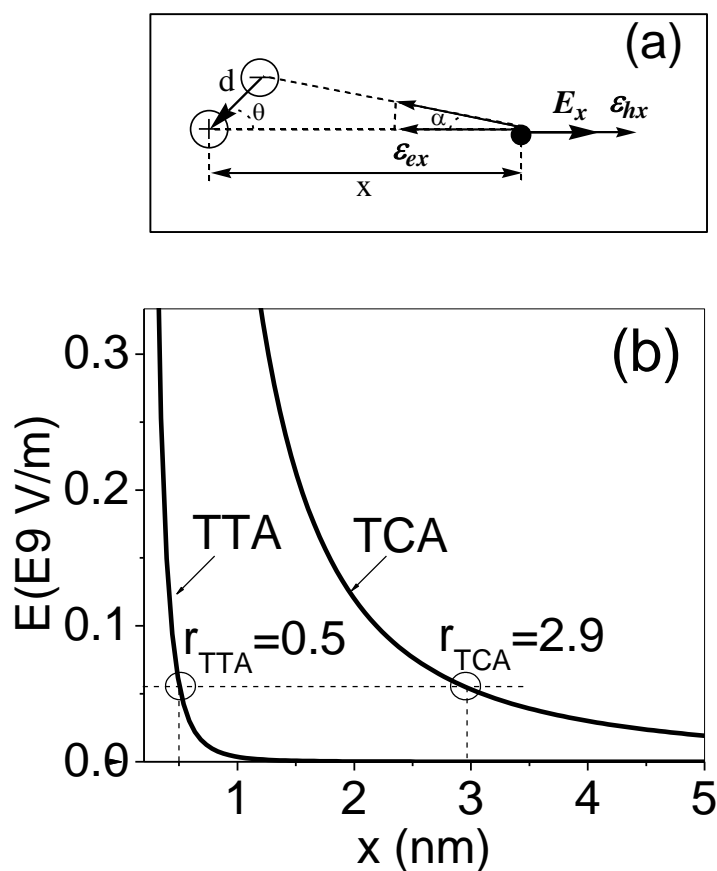 (a)
d
θ
α
E_x
ε_hx
ε_ex
x
(b)
E(E9 V/m)
0.3
0.2
0.1
0.0
TTA
TCA
r_TTA=0.5
r_TCA=2.9
1 2 3 4 5
x (nm)